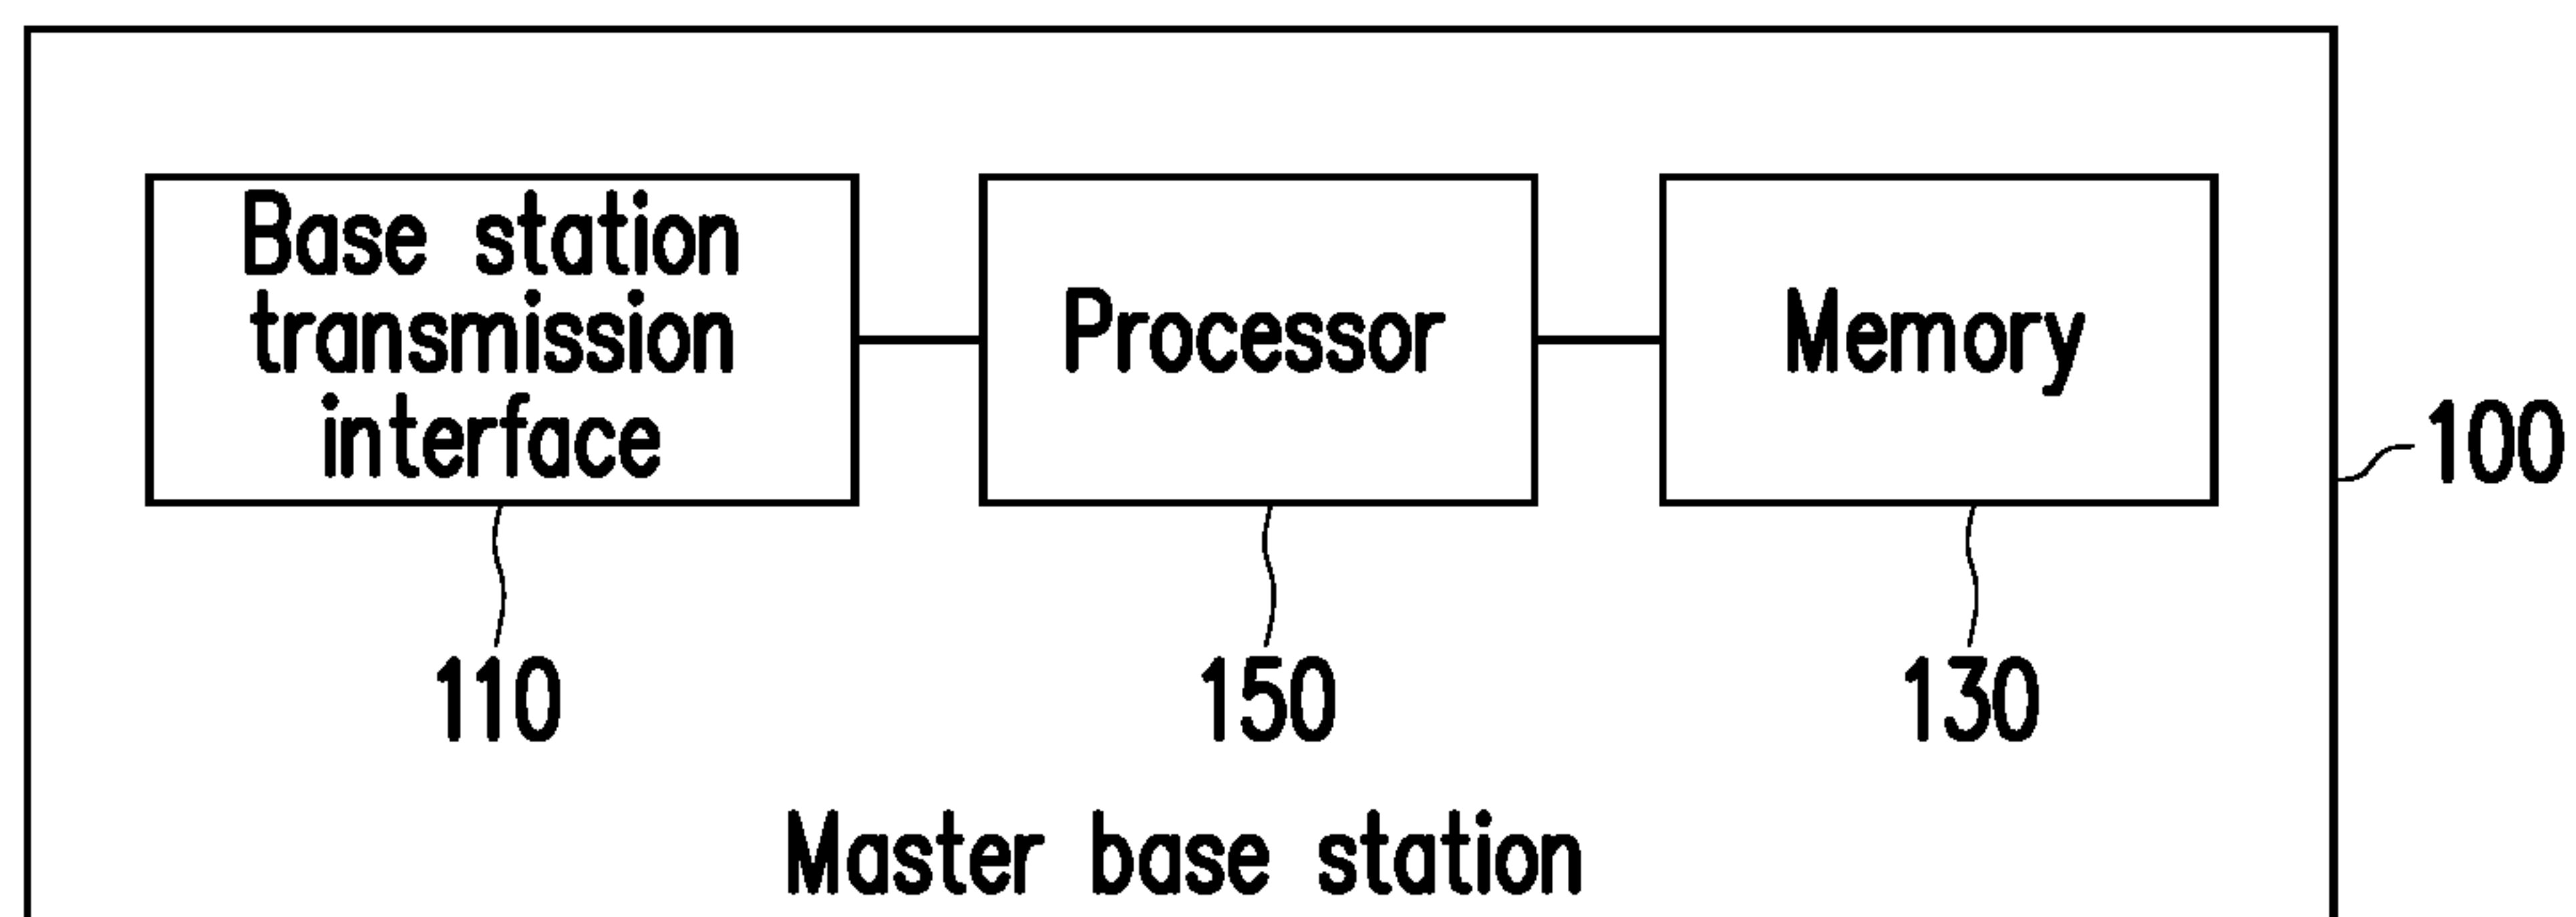 Base station
transmission
interface
Processor
Memory
100
110
150
130
Master base station